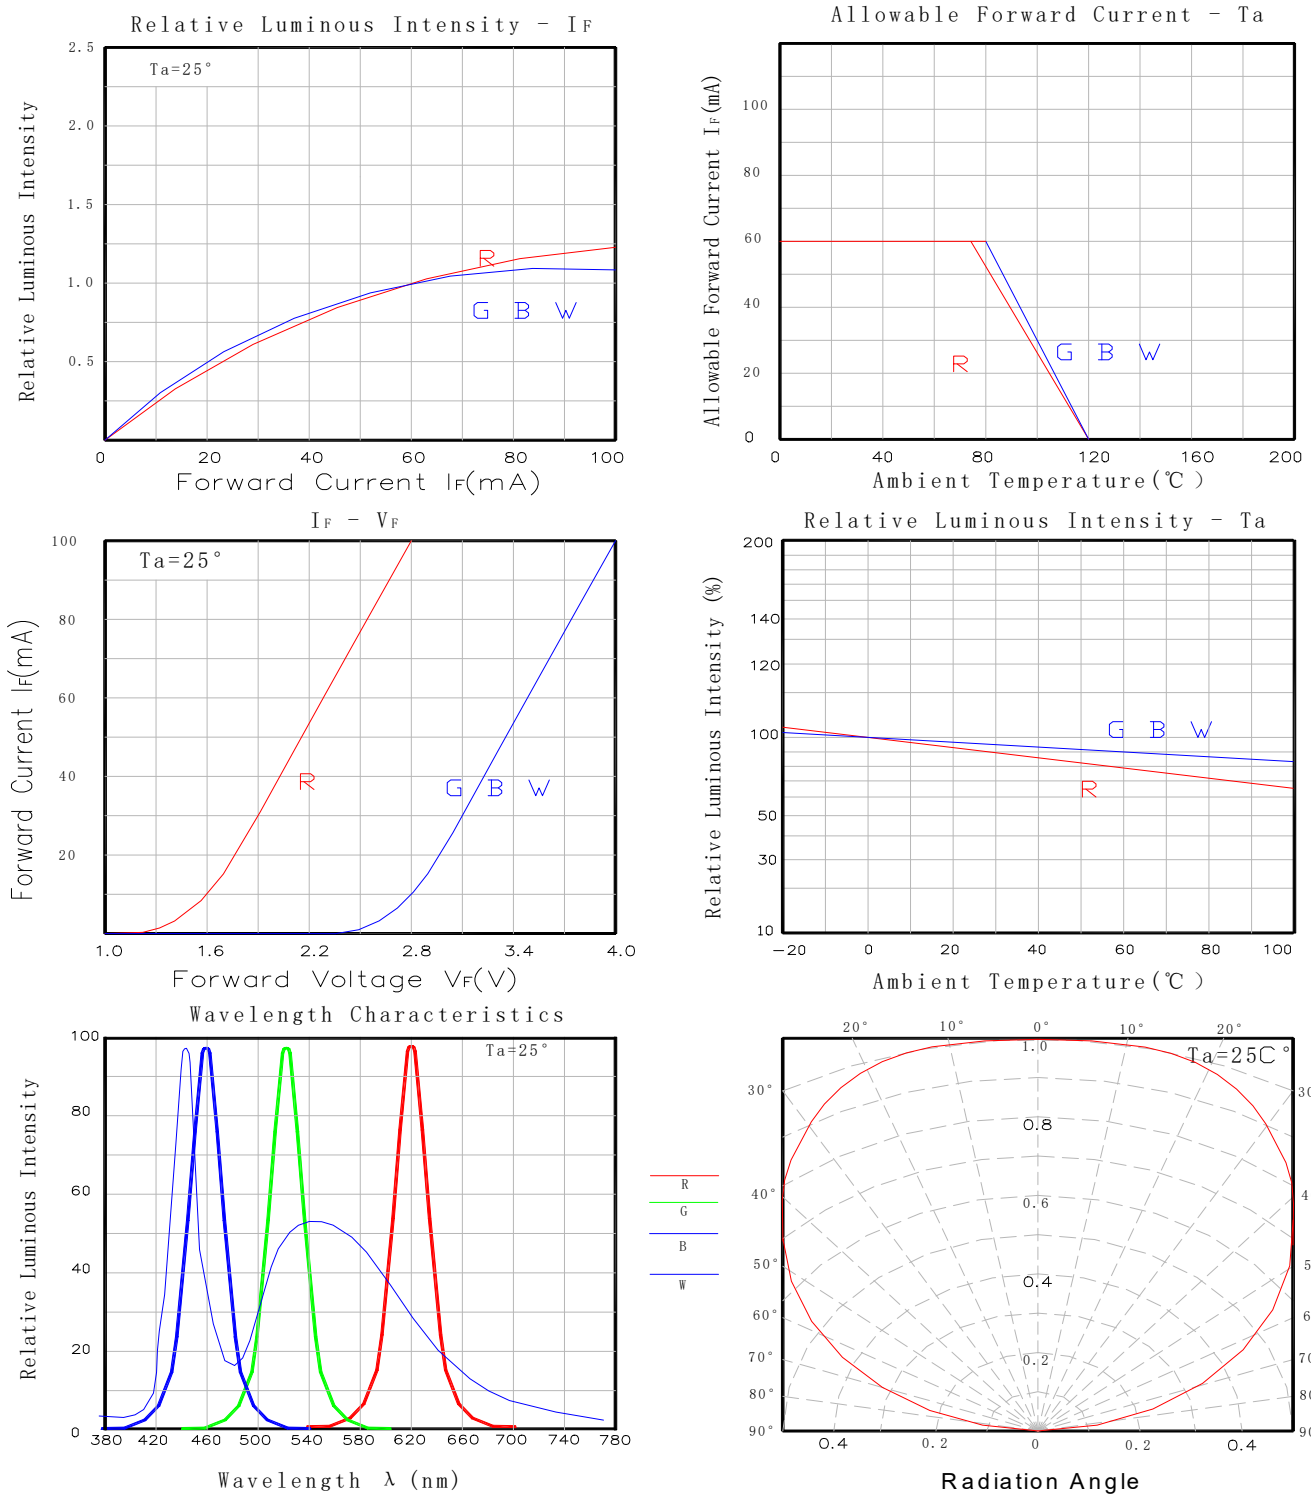 Relative Luminous Intensity - IF
Ta=25°
Relative Luminous Intensity
2.5
2.0
1.5
1.0
0.5
R
G B W
0 20 40 60 80 100
Forward Current IF(mA)
Allowable Forward Current - Ta
Allowable Forward Current IF(mA)
100
80
60
40
20
0
R
G B W
0 40 80 120 160 200
Ambient Temperature(℃)
IF - VF
Ta=25°
Forward Current IF(mA)
100
80
60
40
20
R
G B W
1.0 1.6 2.2 2.8 3.4 4.0
Forward Voltage VF(V)
Relative Luminous Intensity - Ta
Relative Luminous Intensity (%)
200
140
120
100
50
30
10
G B W
R
-20 0 20 40 60 80 100
Ambient Temperature(℃)
Wavelength Characteristics
Ta=25°
Relative Luminous Intensity
100
80
60
40
20
0
380 420 460 500 540 580 620 660 700 740 780
Wavelength λ (nm)
R
G
B
W
20° 10° 0° 10° 20°
Ta=25C°
1.0
30° 30
0.8
40° 4
0.6
50° 5
0.4
60° 6
0.2
70° 70
80° 80
90° 90
0.4 0.2 0 0.2 0.4
Radiation Angle